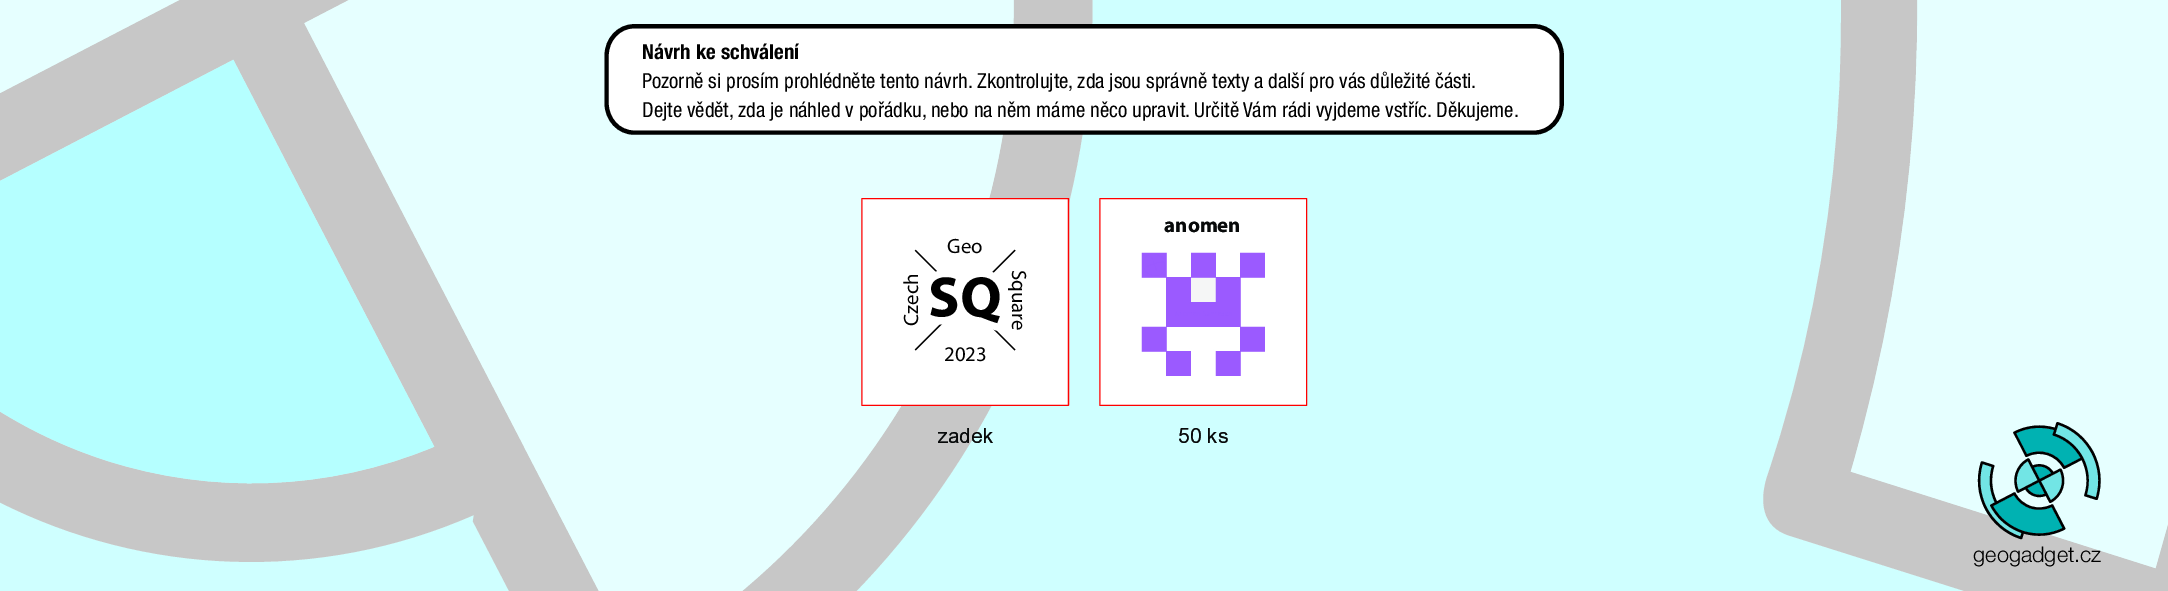 Návrh ke schválení
Pozorně si prosím prohlédněte tento návrh. Zkontrolujte, zda jsou správně texty a další pro vás důležité části.
Dejte vědět, zda je náhled v pořádku, nebo na něm máme něco upravit. Určitě Vám rádi vyjdeme vstříc. Děkujeme.
Geo
Czech
SQ
Square
2023
zadek
anomen
50 ks
geogadget.cz